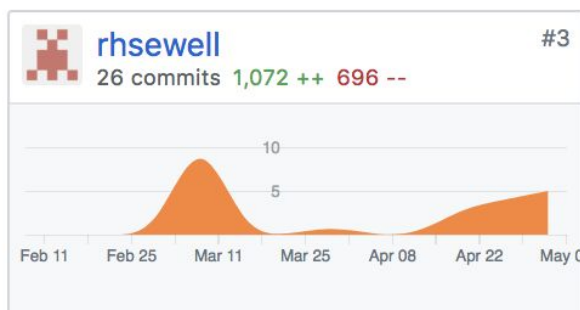 rhsewell
#3
26 commits 1,072 ++ 696 --
10
5
Feb 11 Feb 25 Mar 11 Mar 25 Apr 08 Apr 22 May 0